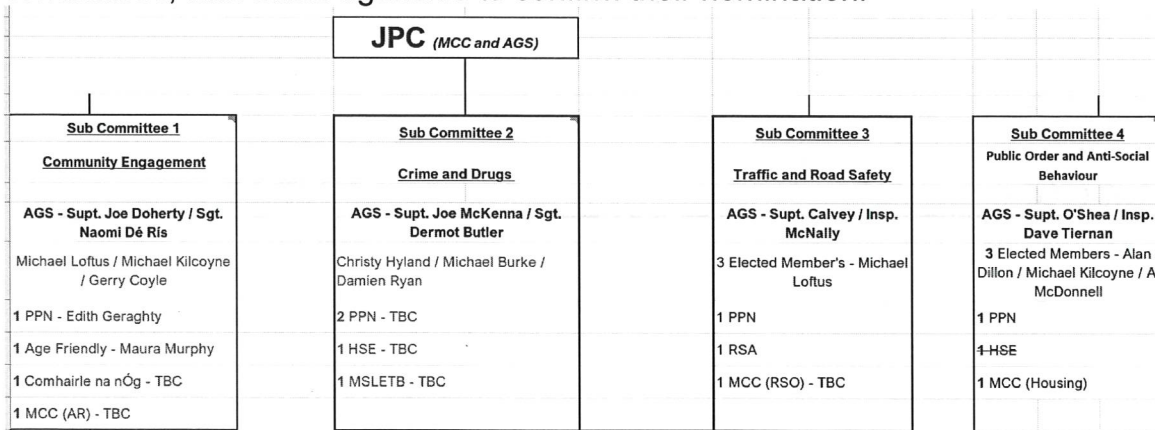 JPC (MCC and AGS)
Sub Committee 1
Community Engagement
AGS - Supt. Joe Doherty / Sgt.
Naomi Dé Rís
Michael Loftus / Michael Kilcoyne
/ Gerry Coyle
1 PPN - Edith Geraghty
1 Age Friendly - Maura Murphy
1 Comhairle na nÓg - TBC
1 MCC (AR) - TBC
Sub Committee 2
Crime and Drugs
AGS - Supt. Joe McKenna / Sgt.
Dermot Butler
Christy Hyland / Michael Burke /
Damien Ryan
2 PPN - TBC
1 HSE - TBC
1 MSLETB - TBC
Sub Committee 3
Traffic and Road Safety
AGS - Supt. Calvey / Insp.
McNally
3 Elected Member's - Michael
Loftus
1 PPN
1 RSA
1 MCC (RSO) - TBC
Sub Committee 4
Public Order and Anti-Social
Behaviour
AGS - Supt. O'Shea / Insp.
Dave Tiernan
3 Elected Members - Alan
Dillon / Michael Kilcoyne /
McDonnell
1 PPN
1 HSE
1 MCC (Housing)